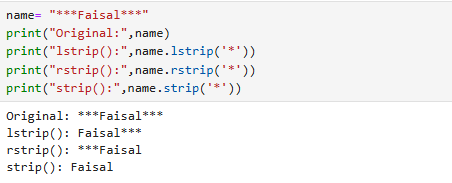 name= "***Faisal***"
print("Original:",name)
print("lstrip():",name.lstrip('*'))
print("rstrip():",name.rstrip('*'))
print("strip():",name.strip('*'))
Original: ***Faisal***
lstrip(): Faisal***
rstrip(): ***Faisal
strip(): Faisal